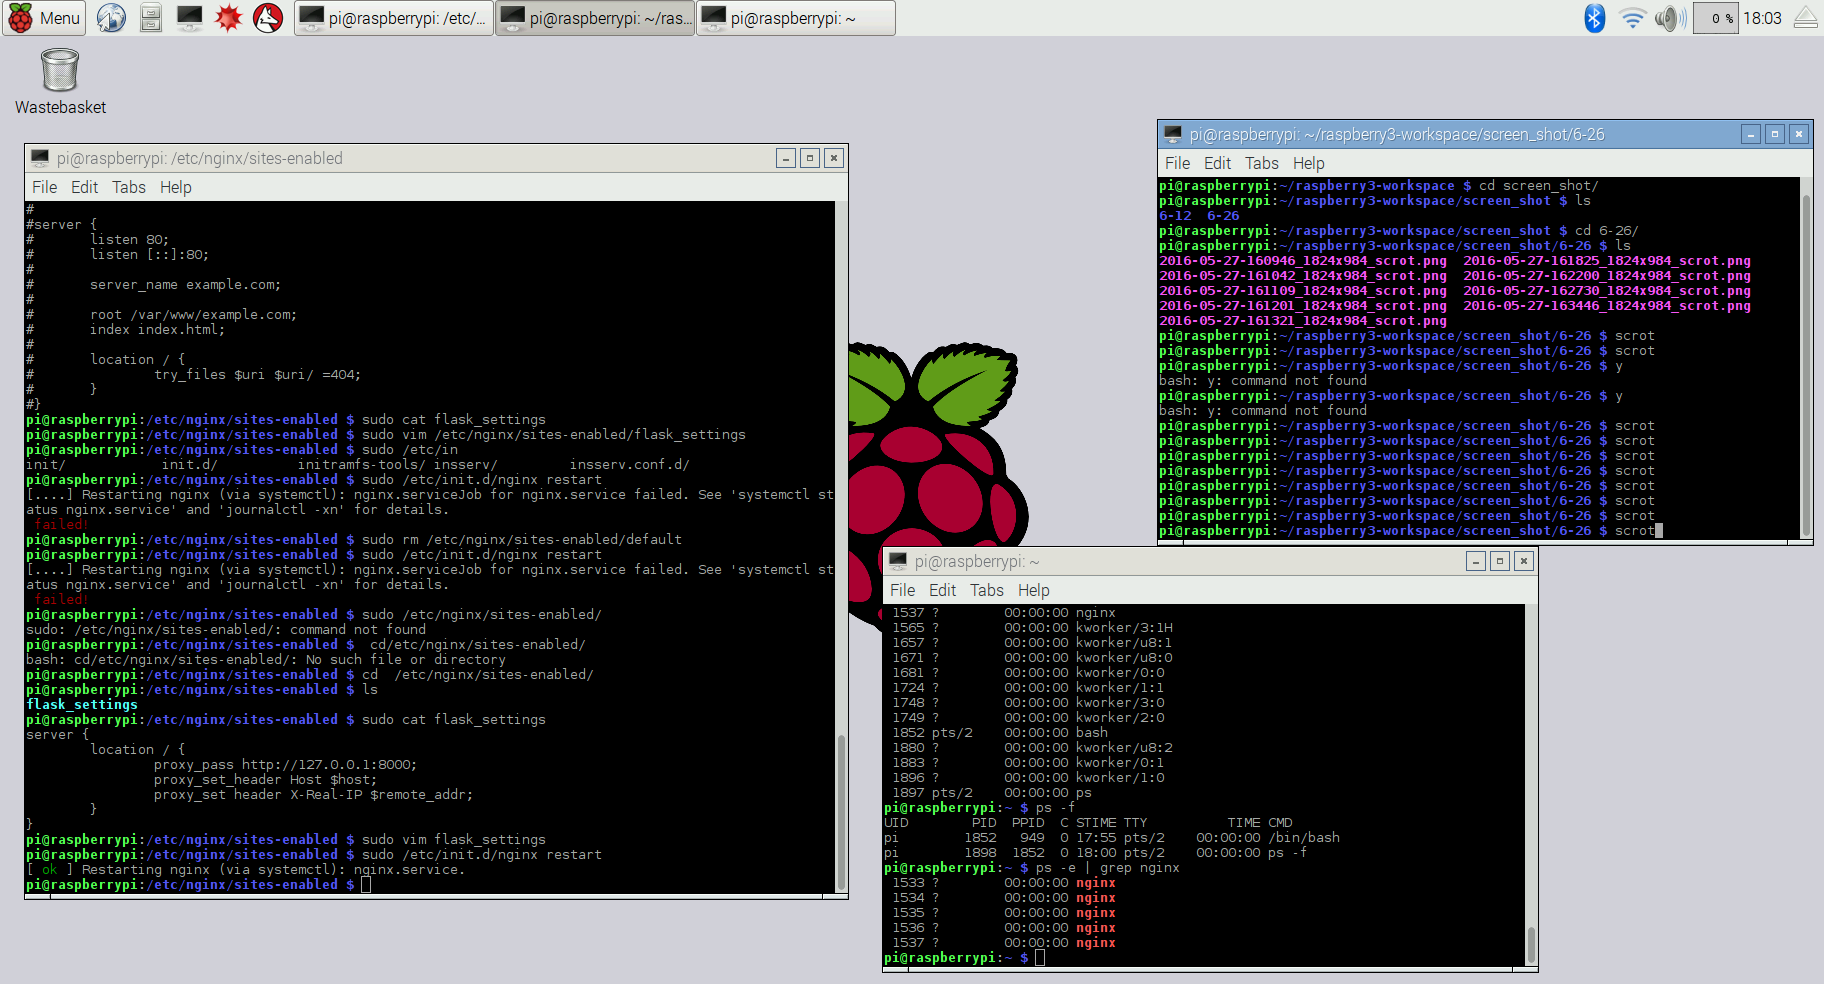 Menu
pi@raspberrypi: /etc/...
pi@raspberrypi: ~/ras...
pi@raspberrypi: ~
0 %
18:03
Wastebasket
pi@raspberrypi: /etc/nginx/sites-enabled
File Edit Tabs Help
#
#server {
#       listen 80;
#       listen [::]:80;
#
#       server_name example.com;
#
#       root /var/www/example.com;
#       index index.html;
#
#       location / {
#               try_files $uri $uri/ =404;
#       }
#}
pi@raspberrypi:/etc/nginx/sites-enabled $ sudo cat flask_settings
pi@raspberrypi:/etc/nginx/sites-enabled $ sudo vim /etc/nginx/sites-enabled/flask_settings
pi@raspberrypi:/etc/nginx/sites-enabled $ sudo /etc/in
init/            init.d/          initramfs-tools/ insserv/         insserv.conf.d/
pi@raspberrypi:/etc/nginx/sites-enabled $ sudo /etc/init.d/nginx restart
[....] Restarting nginx (via systemctl): nginx.serviceJob for nginx.service failed. See 'systemctl st
atus nginx.service' and 'journalctl -xn' for details.
 failed!
pi@raspberrypi:/etc/nginx/sites-enabled $ sudo rm /etc/nginx/sites-enabled/default
pi@raspberrypi:/etc/nginx/sites-enabled $ sudo /etc/init.d/nginx restart
[....] Restarting nginx (via systemctl): nginx.serviceJob for nginx.service failed. See 'systemctl st
atus nginx.service' and 'journalctl -xn' for details.
 failed!
pi@raspberrypi:/etc/nginx/sites-enabled $ sudo /etc/nginx/sites-enabled/
sudo: /etc/nginx/sites-enabled/: command not found
pi@raspberrypi:/etc/nginx/sites-enabled $  cd/etc/nginx/sites-enabled/
bash: cd/etc/nginx/sites-enabled/: No such file or directory
pi@raspberrypi:/etc/nginx/sites-enabled $ cd  /etc/nginx/sites-enabled/
pi@raspberrypi:/etc/nginx/sites-enabled $ ls
flask_settings
pi@raspberrypi:/etc/nginx/sites-enabled $ sudo cat flask_settings
server {
        location / {
                proxy_pass http://127.0.0.1:8000;
                proxy_set_header Host $host;
                proxy_set header X-Real-IP $remote_addr;
        }
}
pi@raspberrypi:/etc/nginx/sites-enabled $ sudo vim flask_settings
pi@raspberrypi:/etc/nginx/sites-enabled $ sudo /etc/init.d/nginx restart
[ ok ] Restarting nginx (via systemctl): nginx.service.
pi@raspberrypi:/etc/nginx/sites-enabled $
pi@raspberrypi: ~/raspberry3-workspace/screen_shot/6-26
File Edit Tabs Help
pi@raspberrypi:~/raspberry3-workspace $ cd screen_shot/
pi@raspberrypi:~/raspberry3-workspace/screen_shot $ ls
6-12  6-26
pi@raspberrypi:~/raspberry3-workspace/screen_shot $ cd 6-26/
pi@raspberrypi:~/raspberry3-workspace/screen_shot/6-26 $ ls
2016-05-27-160946_1824x984_scrot.png  2016-05-27-161825_1824x984_scrot.png
2016-05-27-161042_1824x984_scrot.png  2016-05-27-162200_1824x984_scrot.png
2016-05-27-161109_1824x984_scrot.png  2016-05-27-162730_1824x984_scrot.png
2016-05-27-161201_1824x984_scrot.png  2016-05-27-163446_1824x984_scrot.png
2016-05-27-161321_1824x984_scrot.png
pi@raspberrypi:~/raspberry3-workspace/screen_shot/6-26 $ scrot
pi@raspberrypi:~/raspberry3-workspace/screen_shot/6-26 $ scrot
pi@raspberrypi:~/raspberry3-workspace/screen_shot/6-26 $ y
bash: y: command not found
pi@raspberrypi:~/raspberry3-workspace/screen_shot/6-26 $ y
bash: y: command not found
pi@raspberrypi:~/raspberry3-workspace/screen_shot/6-26 $ scrot
pi@raspberrypi:~/raspberry3-workspace/screen_shot/6-26 $ scrot
pi@raspberrypi:~/raspberry3-workspace/screen_shot/6-26 $ scrot
pi@raspberrypi:~/raspberry3-workspace/screen_shot/6-26 $ scrot
pi@raspberrypi:~/raspberry3-workspace/screen_shot/6-26 $ scrot
pi@raspberrypi:~/raspberry3-workspace/screen_shot/6-26 $ scrot
pi@raspberrypi:~/raspberry3-workspace/screen_shot/6-26 $ scrot
pi@raspberrypi:~/raspberry3-workspace/screen_shot/6-26 $ scrot
pi@raspberrypi: ~
File Edit Tabs Help
 1537 ?        00:00:00 nginx
 1565 ?        00:00:00 kworker/3:1H
 1657 ?        00:00:00 kworker/u8:1
 1671 ?        00:00:00 kworker/u8:0
 1681 ?        00:00:00 kworker/0:0
 1724 ?        00:00:00 kworker/1:1
 1748 ?        00:00:00 kworker/3:0
 1749 ?        00:00:00 kworker/2:0
 1852 pts/2    00:00:00 bash
 1880 ?        00:00:00 kworker/u8:2
 1883 ?        00:00:00 kworker/0:1
 1896 ?        00:00:00 kworker/1:0
 1897 pts/2    00:00:00 ps
pi@raspberrypi:~ $ ps -f
UID        PID  PPID  C STIME TTY          TIME CMD
pi        1852   949  0 17:55 pts/2    00:00:00 /bin/bash
pi        1898  1852  0 18:00 pts/2    00:00:00 ps -f
pi@raspberrypi:~ $ ps -e | grep nginx
 1533 ?        00:00:00 nginx
 1534 ?        00:00:00 nginx
 1535 ?        00:00:00 nginx
 1536 ?        00:00:00 nginx
 1537 ?        00:00:00 nginx
pi@raspberrypi:~ $